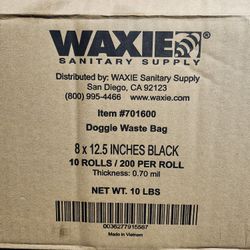 WAXIE
SANITARY SUPPLY
Distributed by: WAXIE Sanitary Supply
San Diego, CA 92123
(800) 995-4466 www.waxie.com
Item #701600
Doggie Waste Bag
8 x 12.5 INCHES BLACK
10 ROLLS / 200 PER ROLL
Thickness: 0.70 mil
NET WT. 10 LBS
0036277915587
Made in Vietnam